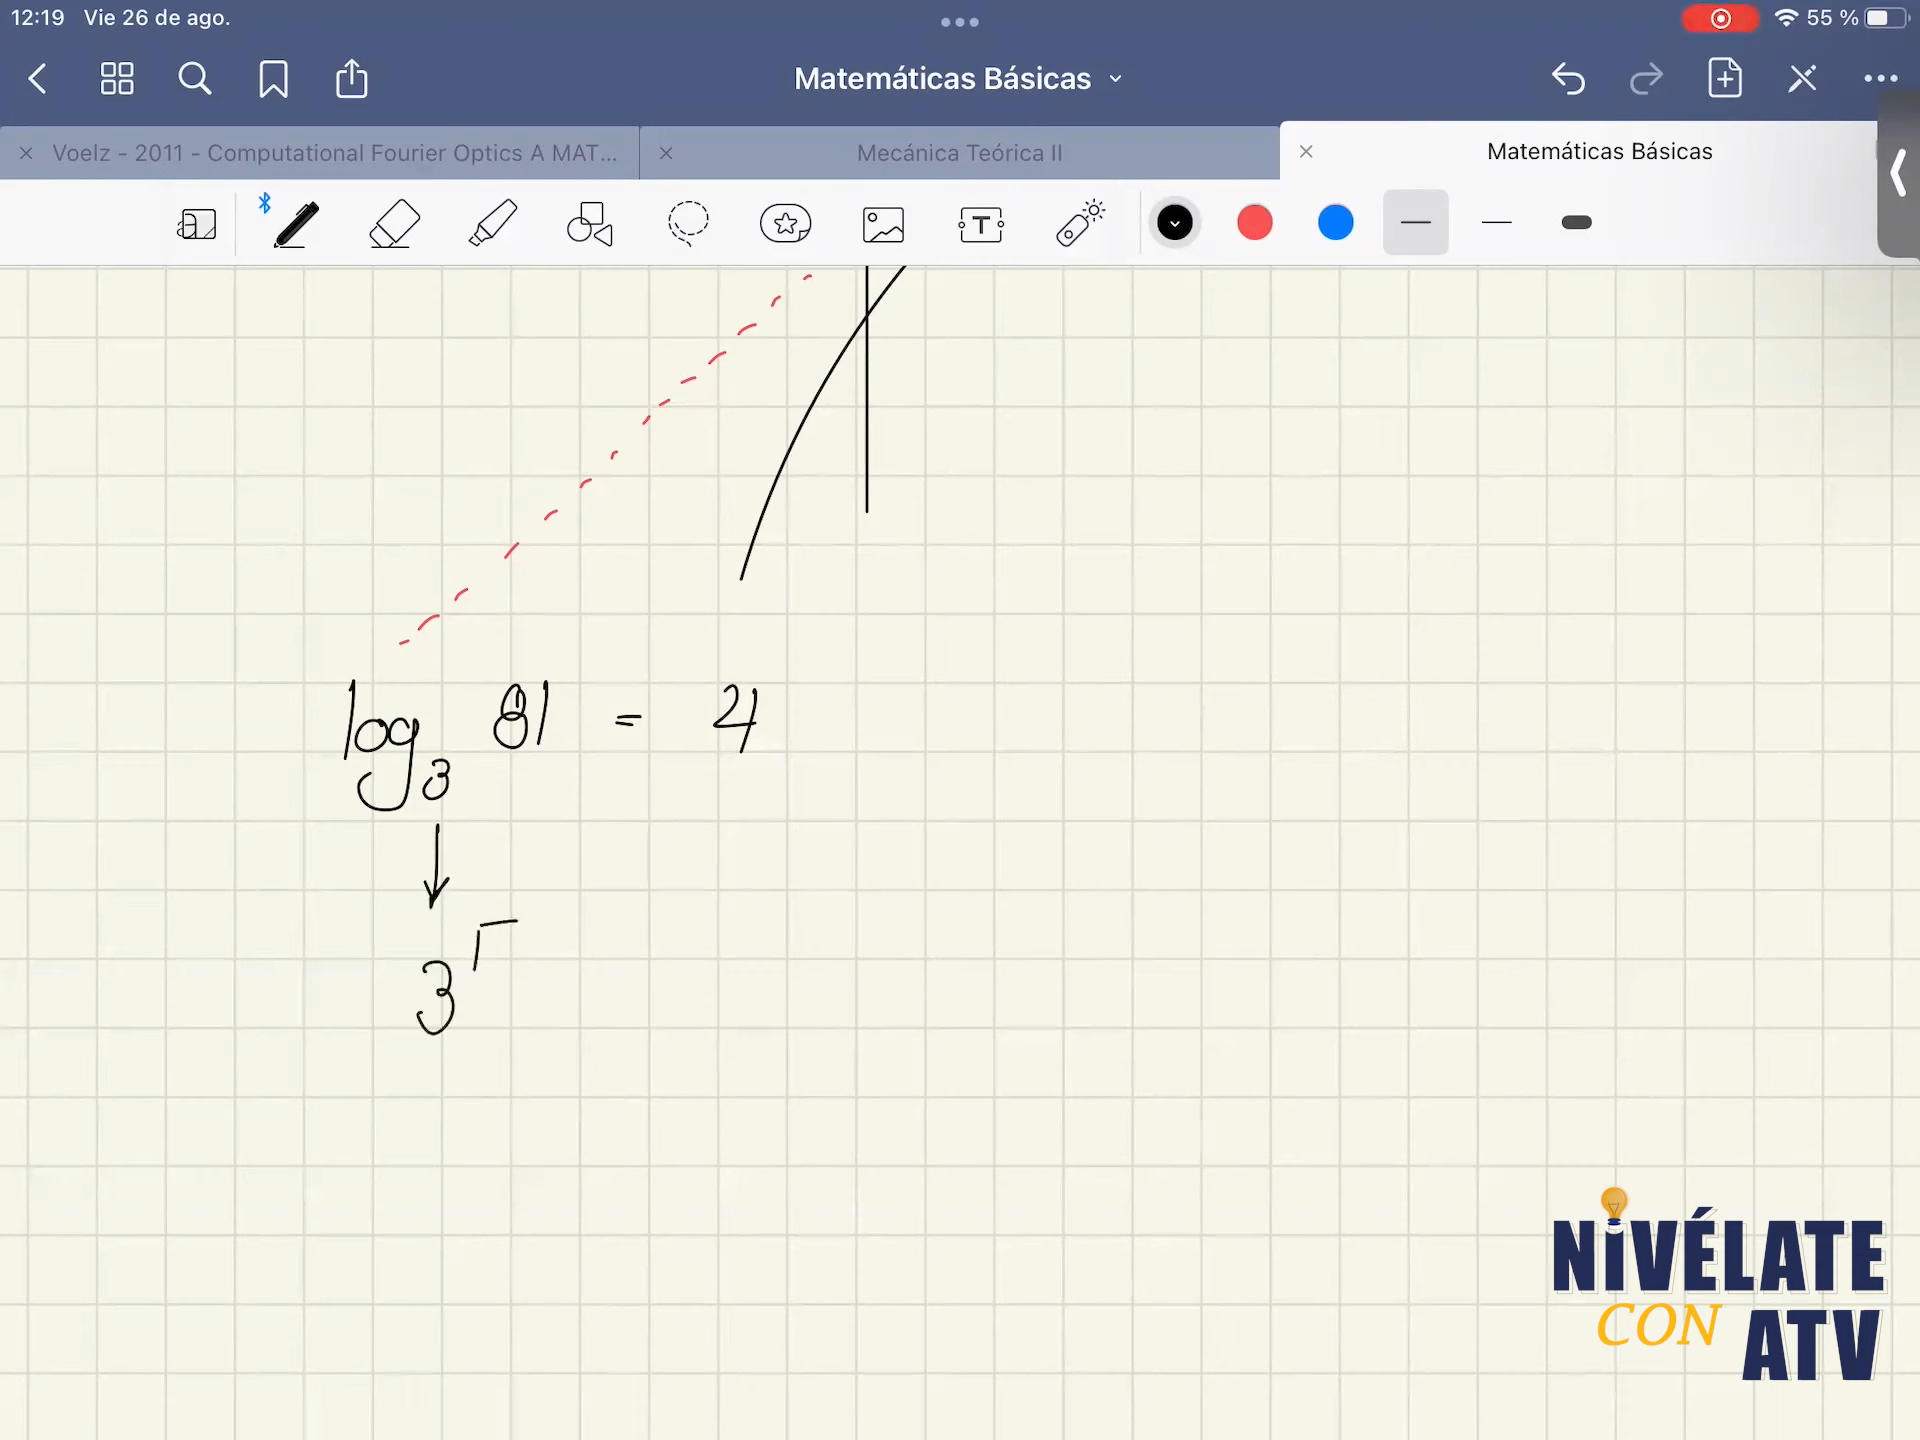 12:19 Vie 26 de ago. 55 %
Matemáticas Básicas
Voelz - 2011 - Computational Fourier Optics A MAT... Mecánica Teórica II Matemáticas Básicas
log₃ 81 = 4
3
NIVÉLATE
CON
ATV